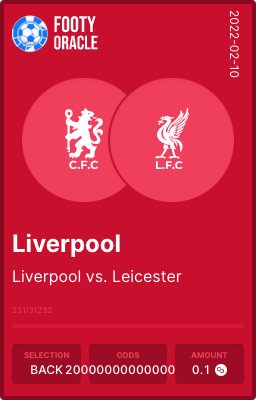 FOOTY
ORACLE
2022-02-10
C.F.C
L.F.C
Liverpool
Liverpool vs. Leicester
231/31232
SELECTION
BACK
ODDS
20000000000000
AMOUNT
0.1